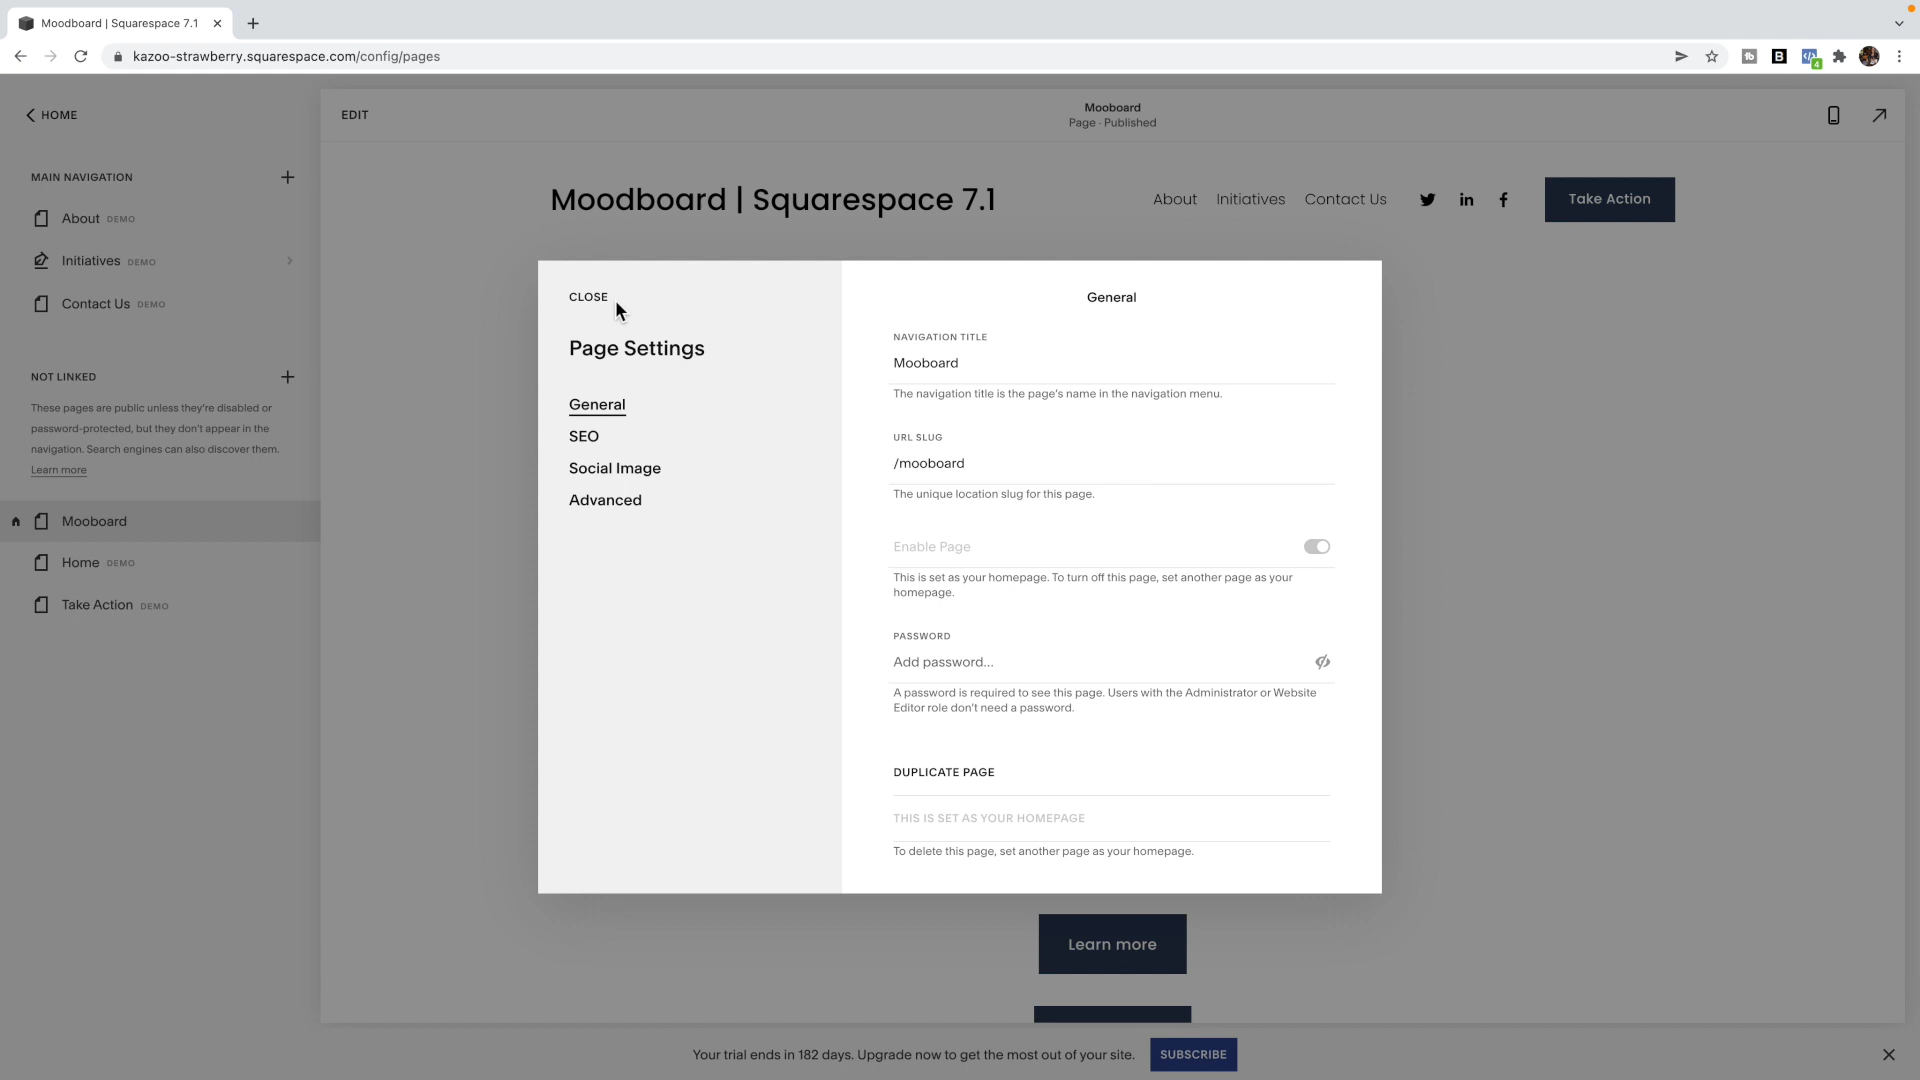 Moodboard | Squarespace 7.1
kazoo-strawberry.squarespace.com/config/pages
4
HOME
EDIT
Mooboard
Page · Published
MAIN NAVIGATION
About DEMO
Initiatives DEMO
Contact Us DEMO
Moodboard | Squarespace 7.1
About
Initiatives
Contact Us
Take Action
NOT LINKED
These pages are public unless they're disabled or
password-protected, but they don't appear in the
navigation. Search engines can also discover them.
Learn more
Mooboard
Home DEMO
Take Action DEMO
CLOSE
Page Settings
General
SEO
Social Image
Advanced
General
NAVIGATION TITLE
Mooboard
The navigation title is the page's name in the navigation menu.
URL SLUG
/mooboard
The unique location slug for this page.
Enable Page
This is set as your homepage. To turn off this page, set another page as your
homepage.
PASSWORD
Add password...
A password is required to see this page. Users with the Administrator or Website
Editor role don't need a password.
DUPLICATE PAGE
THIS IS SET AS YOUR HOMEPAGE
To delete this page, set another page as your homepage.
Learn more
Your trial ends in 182 days. Upgrade now to get the most out of your site.
SUBSCRIBE